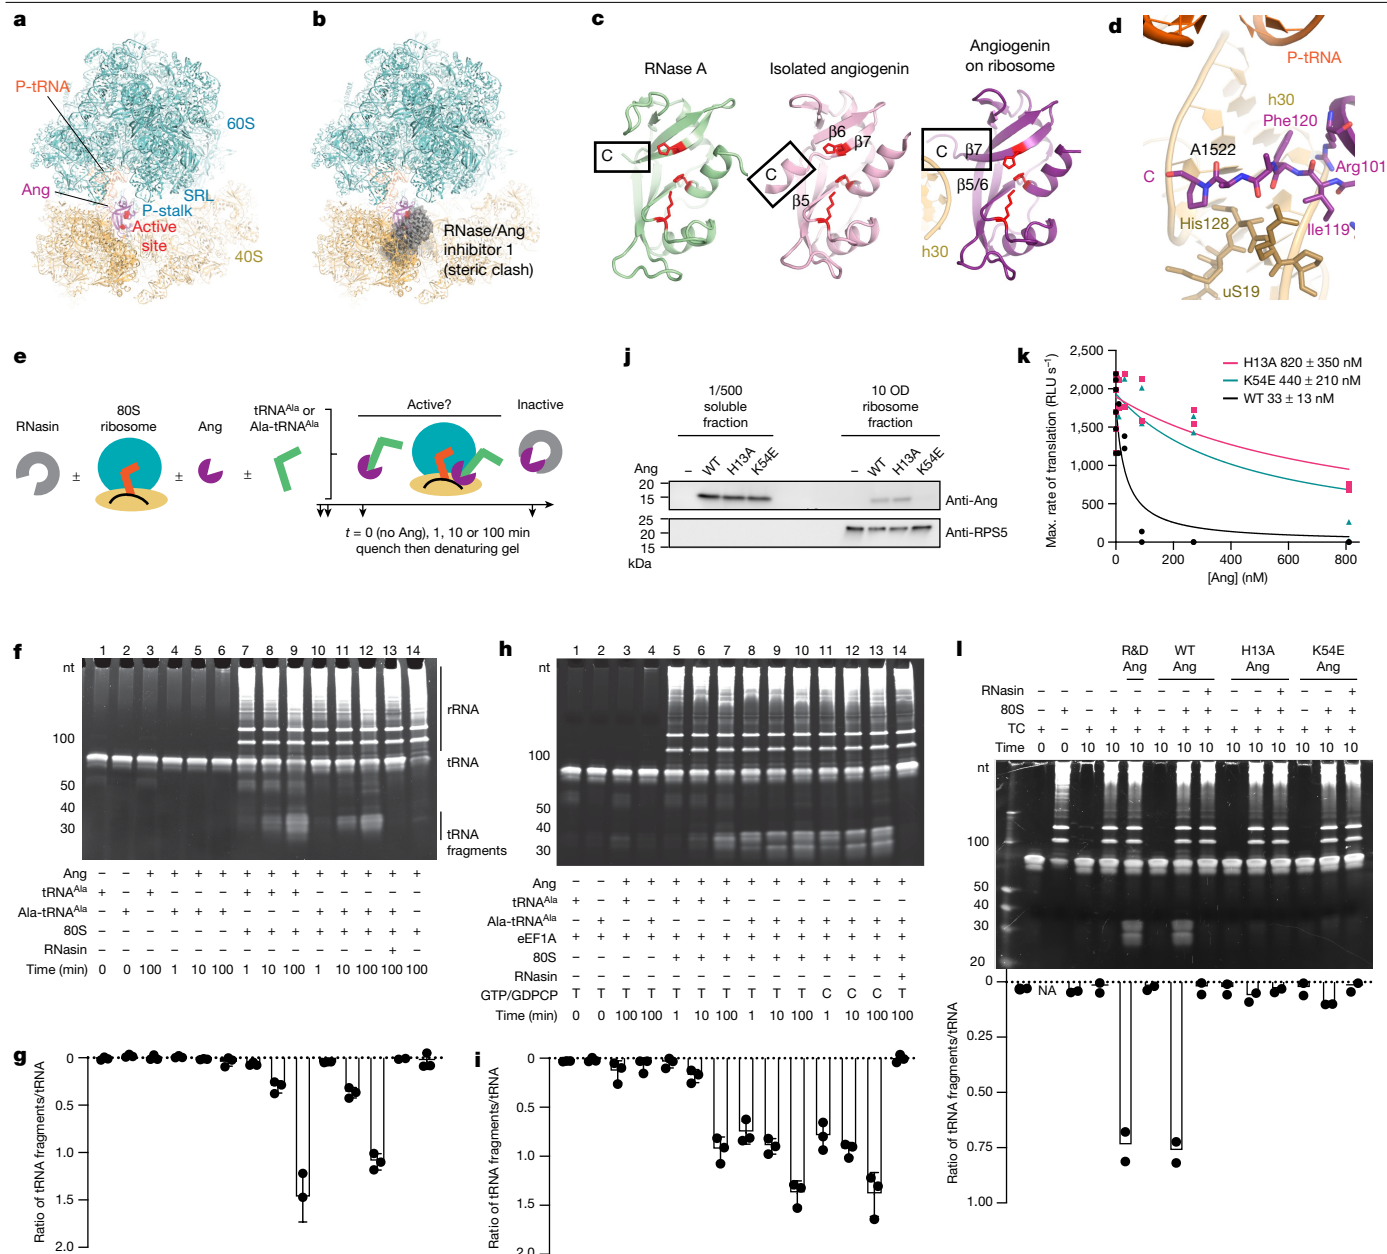 a
P-tRNA
60S
Ang
SRL
P-stalk
Active
site
40S
b
RNase/Ang
inhibitor 1
(steric clash)
c
RNase A
Isolated angiogenin
Angiogenin
on ribosome
C
β6
β7
C
β5
C
β7
β5/6
h30
d
P-tRNA
h30
Phe120
A1522
Arg101
C
His128
Ile119
uS19
e
RNasin
80S
ribosome
Ang
tRNAAla or
Ala-tRNAAla
Active?
Inactive
±
±
±
t = 0 (no Ang), 1, 10 or 100 min
quench then denaturing gel
j
1/500
soluble
fraction
10 OD
ribosome
fraction
Ang
– WT H13A K54E
– WT H13A K54E
20
15
Anti-Ang
25
20
15
Anti-RPS5
kDa
k
Max. rate of translation (RLU s–1)
2,500
2,000
1,500
1,000
500
0
0 200 400 600 800
[Ang] (nM)
H13A 820 ± 350 nM
K54E 440 ± 210 nM
WT 33 ± 13 nM
f
nt
1 2 3 4 5 6 7 8 9 10 11 12 13 14
100
50
40
30
rRNA
tRNA
tRNA
fragments
Ang – – + + + + + + + + + + + +
tRNAAla + – + – – – + + + – – – – –
Ala-tRNAAla – + – + + + – – – + + + + –
80S – – – – – – + + + + + + + +
RNasin – – – – – – – – – – – – + –
Time (min) 0 0 100 1 10 100 1 10 100 1 10 100 100 100
g
Ratio of tRNA fragments/tRNA
0
0.5
1.0
1.5
2.0
h
nt
1 2 3 4 5 6 7 8 9 10 11 12 13 14
100
50
40
30
Ang – – + + + + + + + + + + + +
tRNAAla + – + – + + + – – – – – – –
Ala-tRNAAla – + – + – – – + + + + + + +
eEF1A + + + + + + + + + + + + + +
80S – – – – + + + + + + + + + +
RNasin – – – – – – – – – – – – – +
GTP/GDPCP T T T T T T T T T T C C C T
Time (min) 0 0 100 100 1 10 100 1 10 100 1 10 100 100
i
Ratio of tRNA fragments/tRNA
0
0.5
1.0
1.5
2.0
l
R&D
Ang
WT
Ang
H13A
Ang
K54E
Ang
RNasin – – – – – – – + – – + – – +
80S – + – + + – + + – + + – + +
TC + – + + + + + + + + + + + +
Time 0 0 10 10 10 10 10 10 10 10 10 10 10 10
nt
100
50
40
30
20
Ratio of tRNA fragments/tRNA
0
0.25
0.50
0.75
1.00
NA